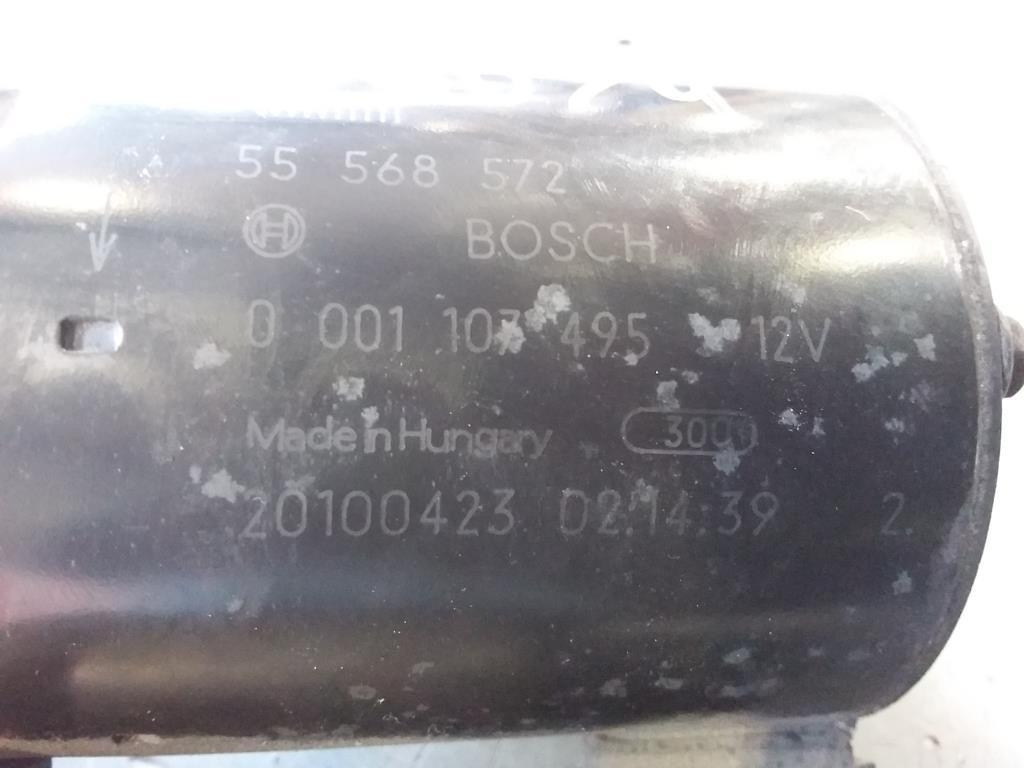 55 568 572
BOSCH
0 001 107 495 12V
Made in Hungary 3000
20100423 02:14:39 2.